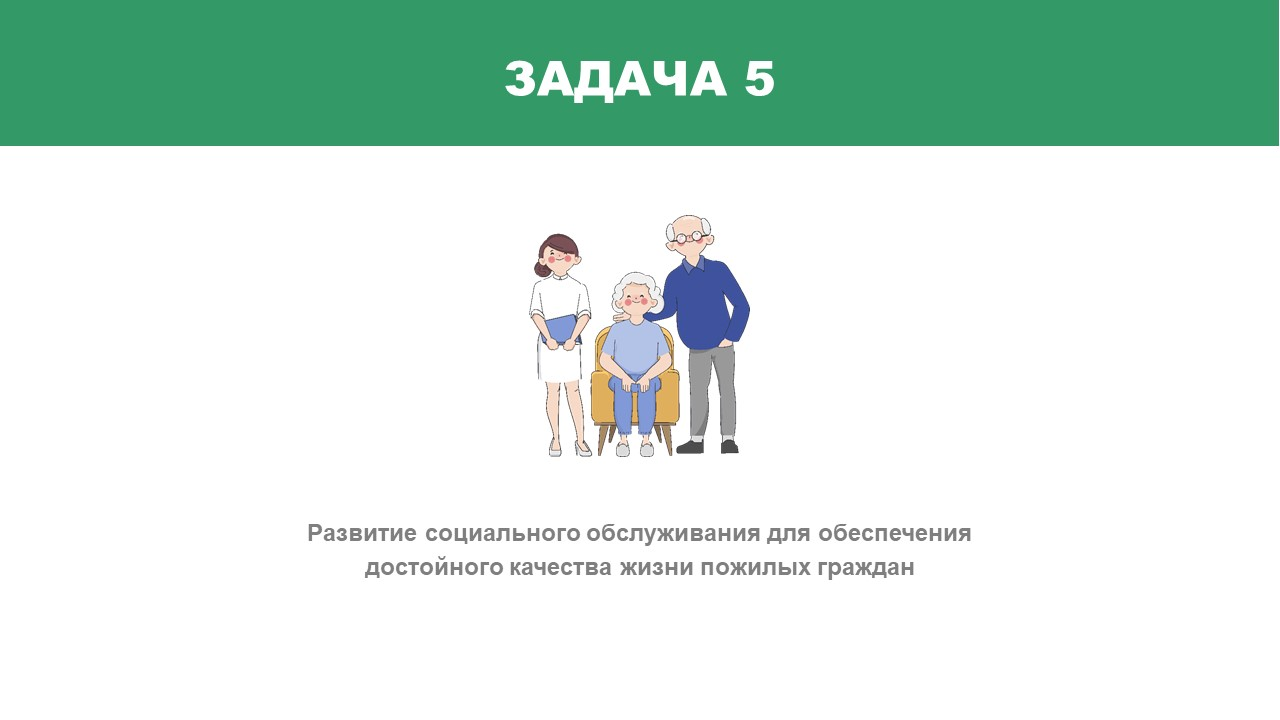 ЗАДАЧА 5
Развитие социального обслуживания для обеспечения
достойного качества жизни пожилых граждан